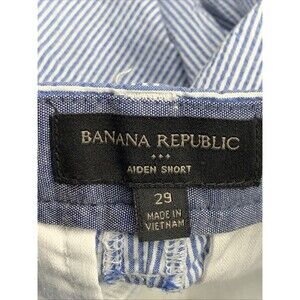 BANANA REPUBLIC
AIDEN SHORT
29
MADE IN
VIETNAM